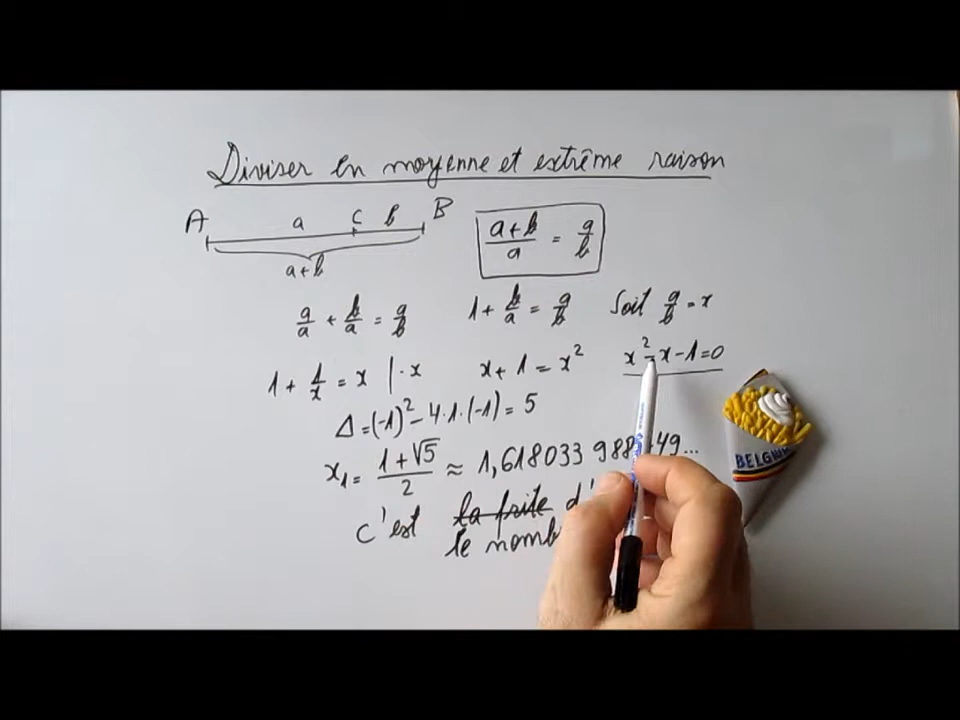 Diviser en moyenne et extrême raison
A a C b B
a+b
(a+b)/a = a/b
a/a + b/a = a/b 1 + b/a = a/b Soit a/b = x
1 + 1/x = x | · x x + 1 = x² x² - x - 1 = 0
Δ = (-1)² - 4·1·(-1) = 5
x₁ = (1 + √5)/2 ≈ 1,618033 988 49...
c'est la frite d'
le
BELGIUM